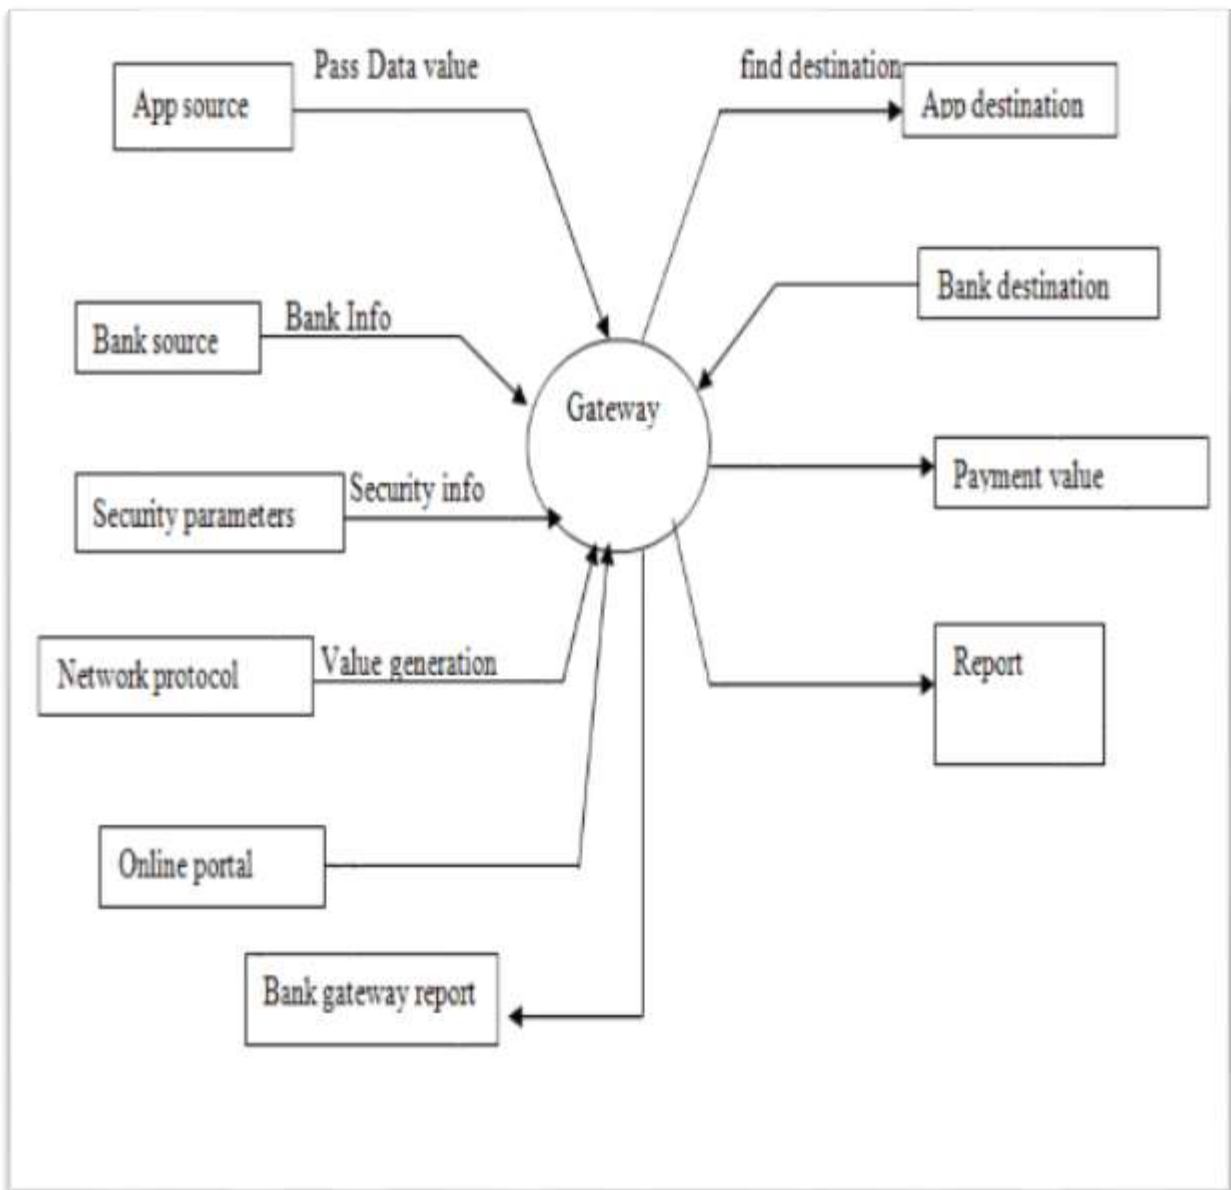 Pass Data value
find destination
App source
App destination
Bank destination
Bank Info
Bank source
Gateway
Payment value
Security info
Security parameters
Value generation
Network protocol
Report
Online portal
Bank gateway report